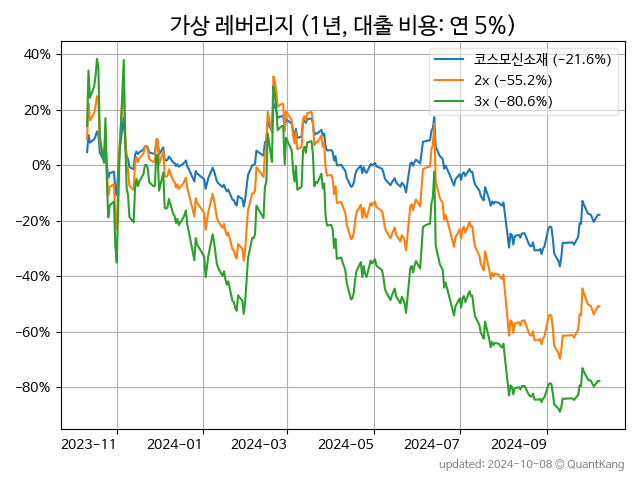 가상 레버리지 (1년, 대출 비용: 연 5%)
코스모신소재 (−21.6%)
2x (−55.2%)
3x (−80.6%)
40%
20%
0%
−20%
−40%
−60%
−80%
2023-11 2024-01 2024-03 2024-05 2024-07 2024-09
updated: 2024-10-08 © QuantKang